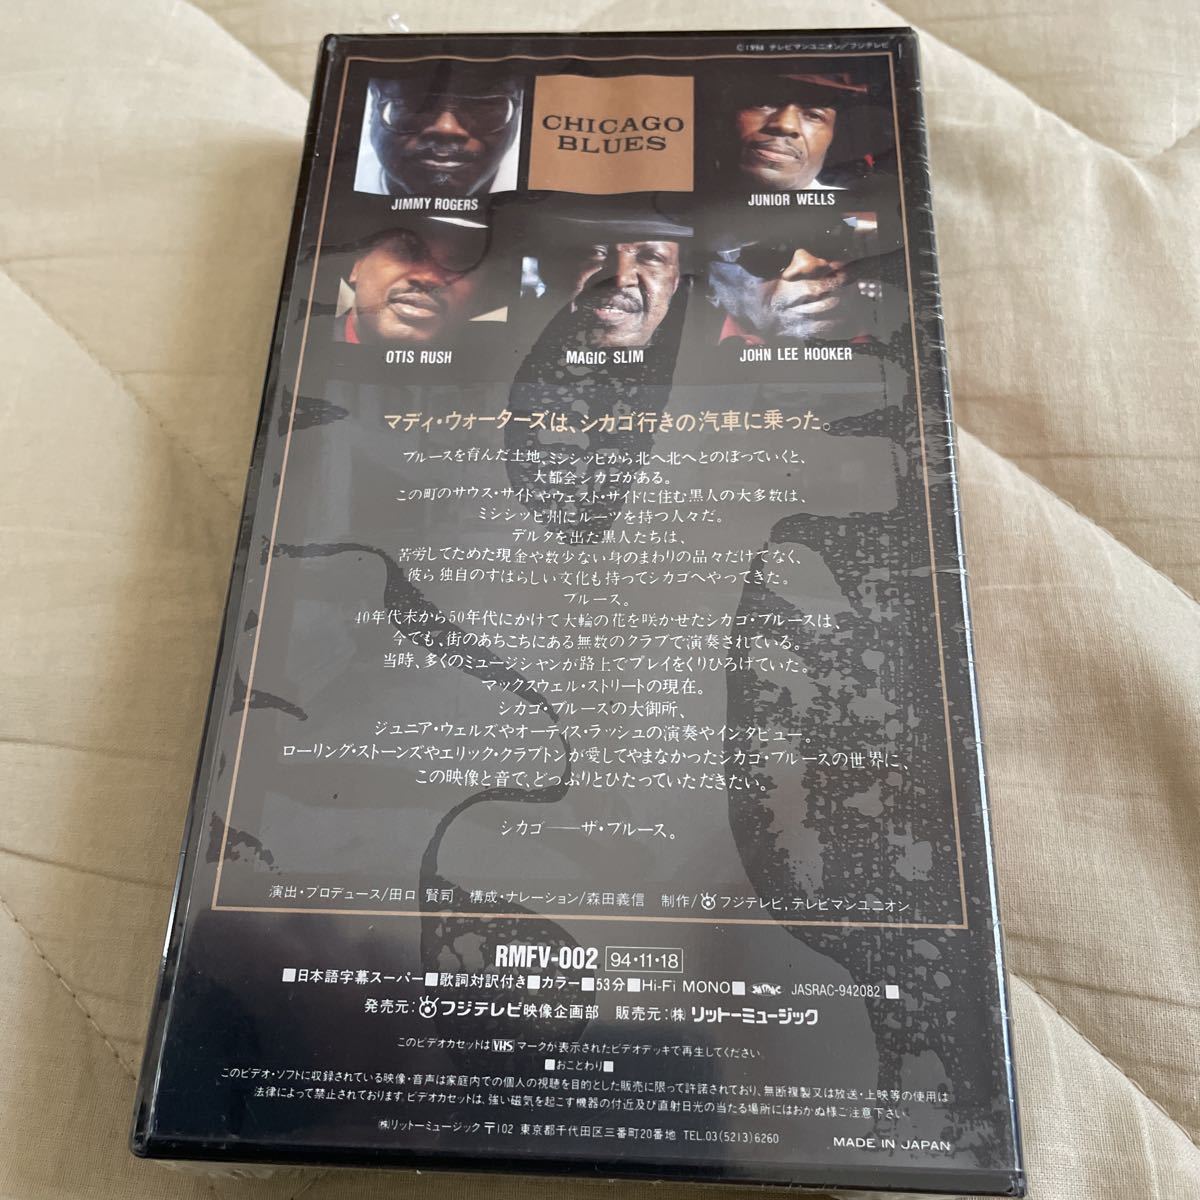 ©1994 テレビマンユニオン/フジテレビ
CHICAGO
BLUES
JIMMY ROGERS
JUNIOR WELLS
OTIS RUSH
MAGIC SLIM
JOHN LEE HOOKER
マディ・ウォーターズは、シカゴ行きの汽車に乗った。
ブルースを育んだ土地、ミシシッピから北へ北へとのぼっていくと、
大都会シカゴがある。
この町のサウス・サイドやウェスト・サイドに住む黒人の大多数は、
ミシシッピ州にルーツを持つ人々だ。
デルタを出た黒人たちは、
苦労してためた現金や数少ない身のまわりの品々だけでなく、
彼ら独自のすばらしい文化も持ってシカゴへやってきた。
ブルース。
40年代末から50年代にかけて大輪の花を咲かせたシカゴ・ブルースは、
今でも、街のあちこちにある無数のクラブで演奏されている。
当時、多くのミュージシャンが路上でプレイをくりひろげていた。
マックスウェル・ストリートの現在。
シカゴ・ブルースの大御所、
ジュニア・ウェルズやオーティス・ラッシュの演奏やインタビュー。
ローリング・ストーンズやエリック・クラプトンが愛してやまなかったシカゴ・ブルースの世界に、
この映像と音で、どっぷりとひたっていただきたい。
シカゴ——ザ・ブルース。
演出・プロデュース/田口 賢司 構成・ナレーション/森田義信 制作/フジテレビ, テレビマンユニオン
RMFV-002 94・11・18
■日本語字幕スーパー■歌詞対訳付き■カラー■53分■Hi-Fi MONO■ JASRAC JASRAC-942082■
発売元:フジテレビ映像企画部 販売元:㈱リットーミュージック
このビデオカセットはVHSマークが表示されたビデオデッキで再生してください。
■おことわり■
このビデオ・ソフトに収録されている映像・音声は家庭内での個人の視聴を目的とした販売に限って許諾されており、無断複製又は放送・上映等の使用は
法律によって禁止されております。ビデオカセットは、強い磁気を起こす機器の付近及び直射日光の当たる場所にはおかぬ様ご注意下さい。
㈱リットーミュージック 〒102 東京都千代田区三番町20番地 TEL.03(5213)6260
MADE IN JAPAN